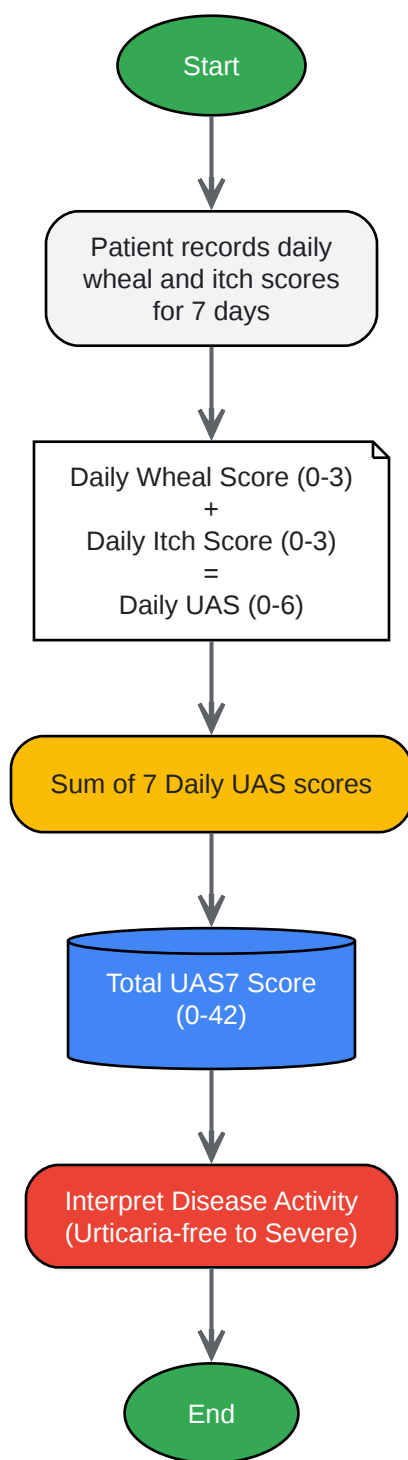 Start
Patient records daily
wheal and itch scores
for 7 days
Daily Wheal Score (0-3)
+
Daily Itch Score (0-3)
=
Daily UAS (0-6)
Sum of 7 Daily UAS scores
Total UAS7 Score
(0-42)
Interpret Disease Activity
(Urticaria-free to Severe)
End